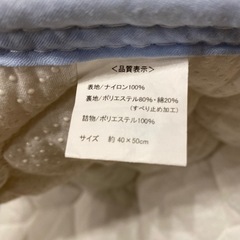 ＜品質表示＞
表地/ナイロン100%
裏地/ポリエステル80%・綿20%
(すべり止め加工)
詰物/ポリエステル100%
サイズ 約 40×50cm